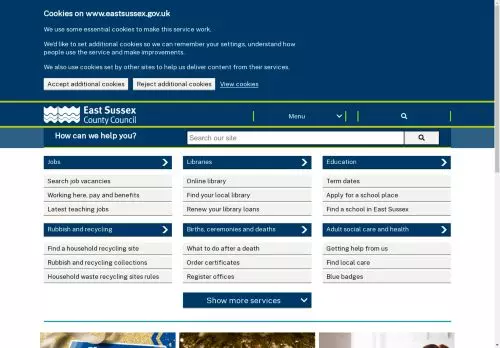 Cookies on www.eastsussex.gov.uk
We use some essential cookies to make this service work.
We'd like to set additional cookies so we can remember your settings, understand how
people use the service and make improvements.
We also use cookies set by other sites to help us deliver content from their services.
Accept additional cookies Reject additional cookies View cookies
East Sussex
County Council
Menu
How can we help you?
Search our site
Jobs
Search job vacancies
Working here, pay and benefits
Latest teaching jobs
Libraries
Online library
Find your local library
Renew your library loans
Education
Term dates
Apply for a school place
Find a school in East Sussex
Rubbish and recycling
Find a household recycling site
Rubbish and recycling collections
Household waste recycling sites rules
Births, ceremonies and deaths
What to do after a death
Order certificates
Register offices
Adult social care and health
Getting help from us
Find local care
Blue badges
Show more services